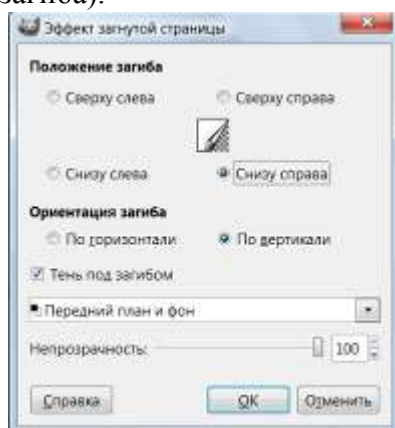 загиба).
Эффект загнутой страницы
Положение загиба
Сверху слева Сверху справа
Снизу слева Снизу справа
Ориентация загиба
По горизонтали По вертикали
Тень под загибом
Передний план и фон
Непрозрачность: 100
Справка OK Отменить